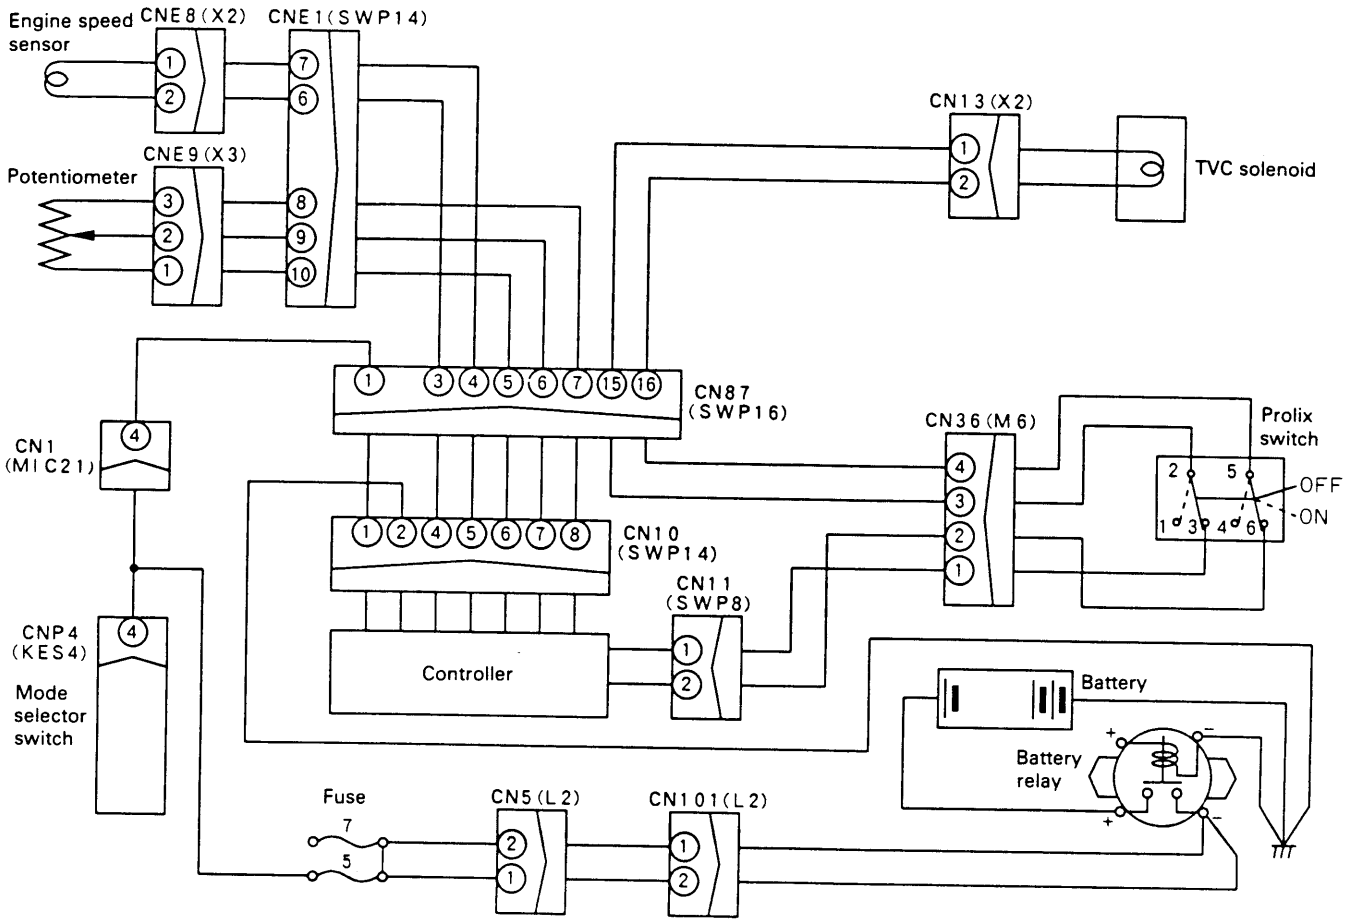 Engine speed
sensor
CNE8(X2)
CNE1(SWP14)
1
2
7
6
CNE9(X3)
Potentiometer
3
2
1
8
9
10
CN13(X2)
1
2
TVC solenoid
1
3
4
5
6
7
15
16
CN87
(SWP16)
CN1
(MIC21)
4
CN36(M6)
4
3
2
1
Prolix
switch
2
5
OFF
ON
1
3
4
6
1
2
4
5
6
7
8
CN10
(SWP14)
CN11
(SWP8)
1
2
Controller
CNP4
(KES4)
4
Mode
selector
switch
Battery
Battery
relay
+
−
+
−
Fuse
7
5
CN5(L2)
2
1
CN101(L2)
1
2